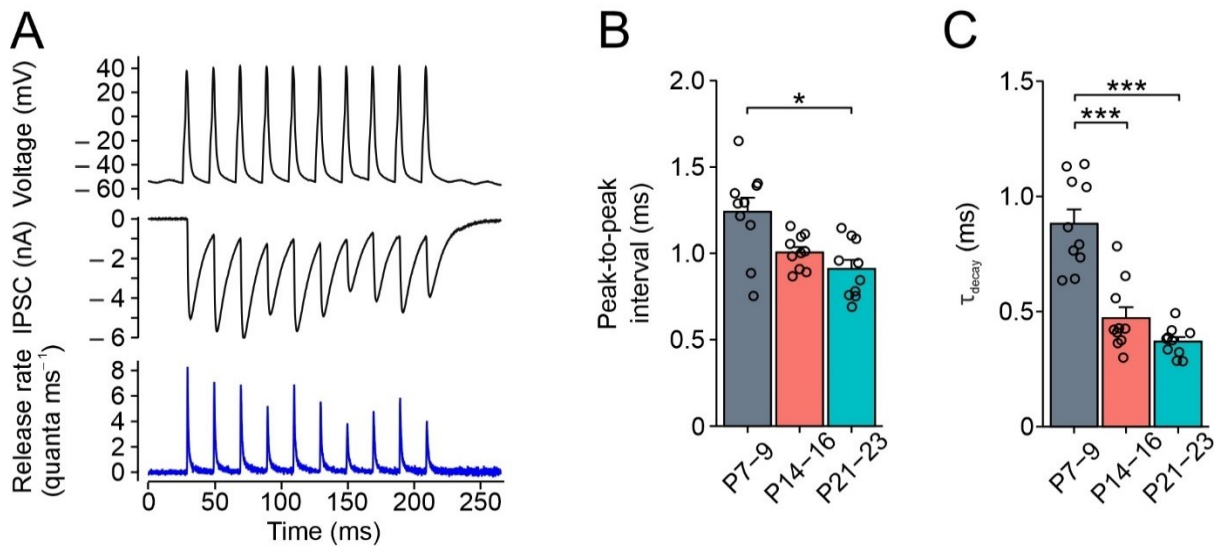 A
Voltage (mV)
40
20
0
– 20
– 40
– 60
IPSC (nA)
0
– 2
– 4
– 6
Release rate
(quanta ms⁻¹)
8
6
4
2
0
0 50 100 150 200 250
Time (ms)
B
Peak-to-peak
interval (ms)
2.0
1.5
1.0
0.5
0
*
P7–9
P14–16
P21–23
C
τdecay (ms)
1.5
1.0
0.5
0
***
***
P7–9
P14–16
P21–23